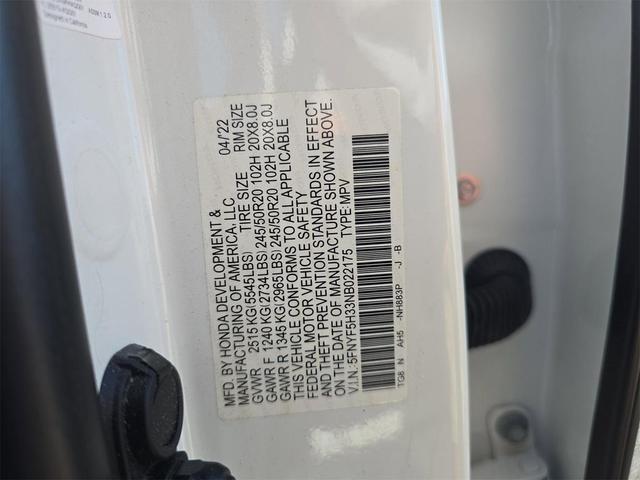 MFD. BY HONDA DEVELOPMENT & 04/'22
MANUFACTURING OF AMERICA, LLC
GVWR 2515 KG(5545LBS) TIRE SIZE RIM SIZE
GAWR F 1240 KG(2734LBS) 245/50R20 102H 20X8.0J
GAWR R 1345 KG(2965LBS) 245/50R20 102H 20X8.0J
THIS VEHICLE CONFORMS TO ALL APPLICABLE
FEDERAL MOTOR VEHICLE SAFETY
AND THEFT PREVENTION STANDARDS IN EFFECT
ON THE DATE OF MANUFACTURE SHOWN ABOVE.
V.I.N.:5FNYF5H33NB022175 TYPE:MPV
TG8 N AH5 -NH883P -J -B
Designed in California